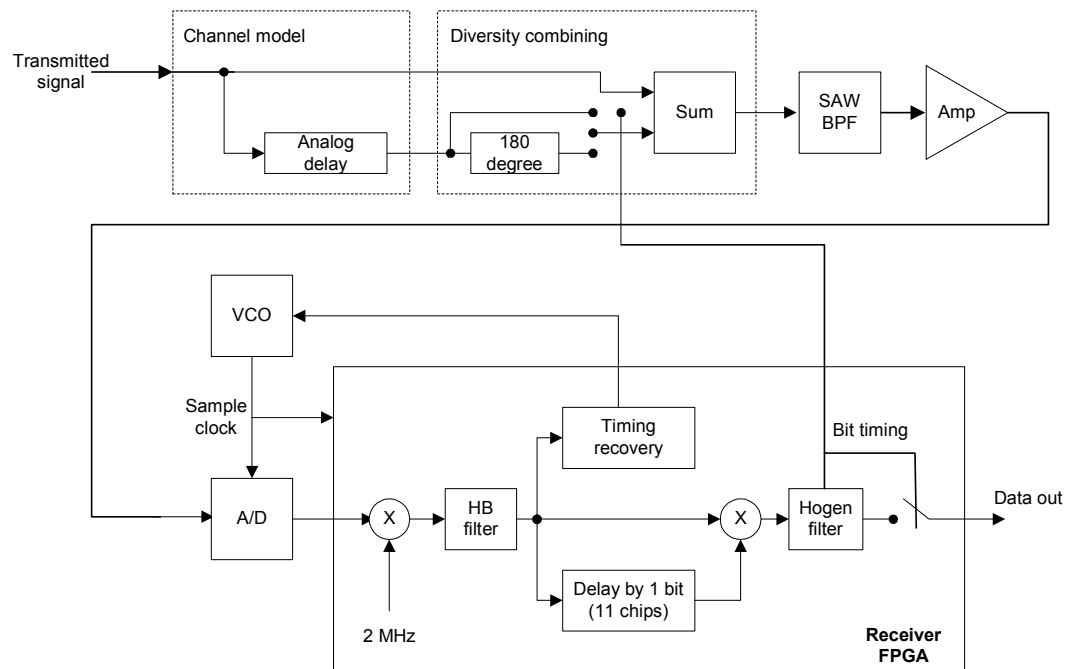 Channel model
Diversity combining
Transmitted
signal
Analog
delay
180
degree
Sum
SAW
BPF
Amp
VCO
Sample
clock
A/D
Timing
recovery
Bit timing
X
HB
filter
X
Hogen
filter
Data out
Delay by 1 bit
(11 chips)
2 MHz
Receiver
FPGA